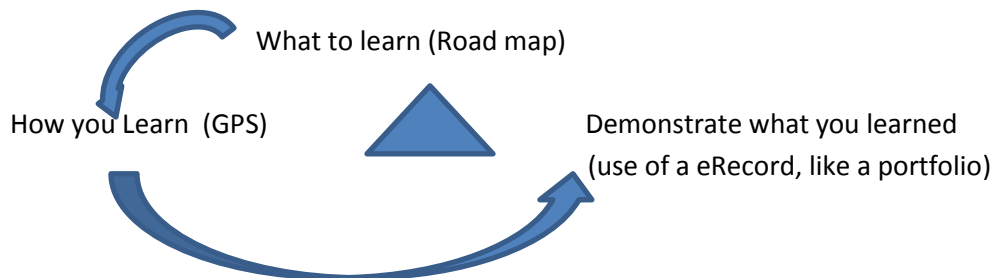 What to learn (Road map)
How you Learn  (GPS)
Demonstrate what you learned
(use of a eRecord, like a portfolio)